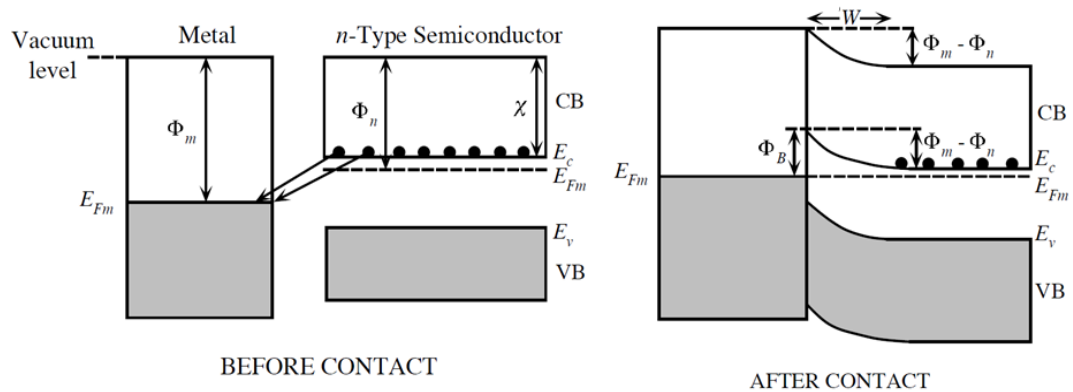 Vacuum level
Metal
n-Type Semiconductor
Φm
Φn
χ
CB
Ec
EFm
EFm
Ev
VB
BEFORE CONTACT
W
Φm - Φn
CB
ΦB
Φm - Φn
Ec
EFm
EFm
Ev
VB
AFTER CONTACT